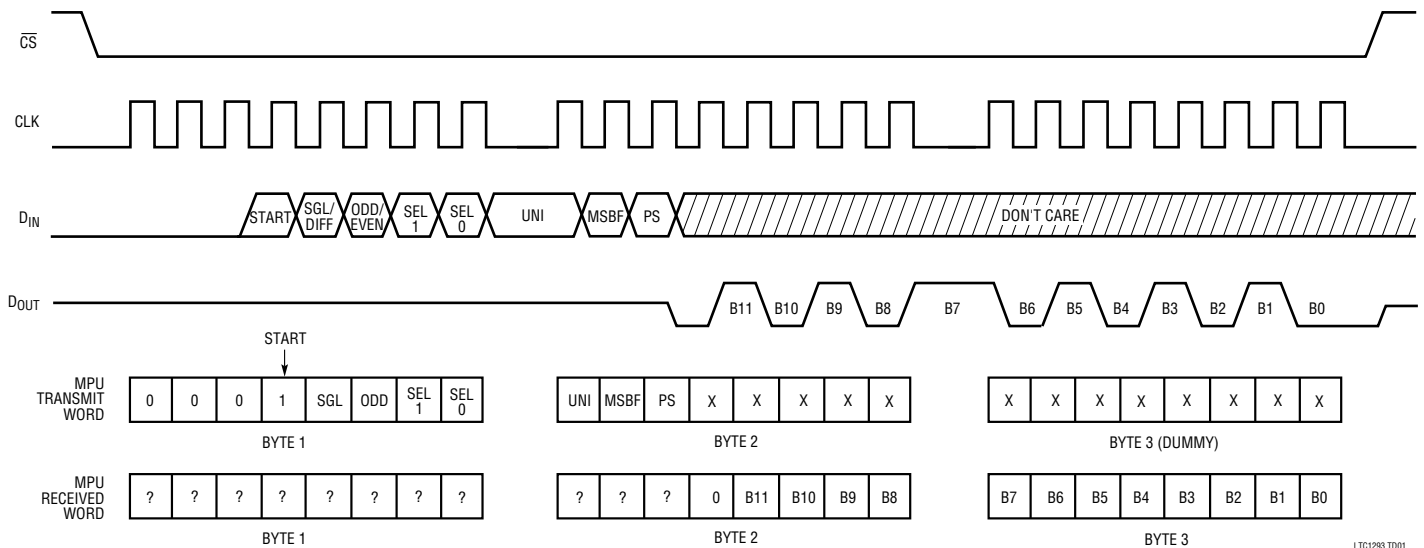 CS
CLK
DIN
START SGL/DIFF ODD/EVEN SEL 1 SEL 0 UNI MSBF PS DON'T CARE
DOUT
B11 B10 B9 B8 B7 B6 B5 B4 B3 B2 B1 B0
START
MPU TRANSMIT WORD
0 0 0 1 SGL ODD SEL 1 SEL 0
UNI MSBF PS X X X X X
X X X X X X X X
BYTE 1
BYTE 2
BYTE 3 (DUMMY)
MPU RECEIVED WORD
? ? ? ? ? ? ? ?
? ? ? 0 B11 B10 B9 B8
B7 B6 B5 B4 B3 B2 B1 B0
BYTE 1
BYTE 2
BYTE 3
LTC1293 TD01